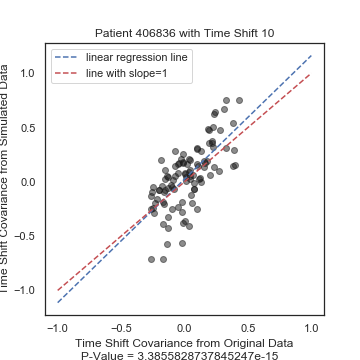 Patient 406836 with Time Shift 10
linear regression line
line with slope=1
Time Shift Covariance from Simulated Data
1.0
0.5
0.0
−0.5
−1.0
−1.0 −0.5 0.0 0.5 1.0
Time Shift Covariance from Original Data
P-Value = 3.3855828737845247e-15